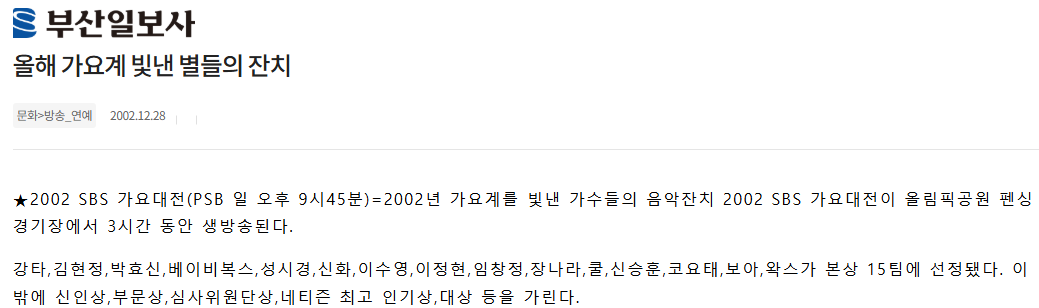 부산일보사
올해 가요계 빛낸 별들의 잔치
문화>방송_연예 2002.12.28
★2002 SBS 가요대전(PSB 일 오후 9시45분)=2002년 가요계를 빛낸 가수들의 음악잔치 2002 SBS 가요대전이 올림픽공원 펜싱
경기장에서 3시간 동안 생방송된다.
강타,김현정,박효신,베이비복스,성시경,신화,이수영,이정현,임창정,장나라,쿨,신승훈,코요태,보아,왁스가 본상 15팀에 선정됐다. 이
밖에 신인상,부문상,심사위원단상,네티즌 최고 인기상,대상 등을 가린다.